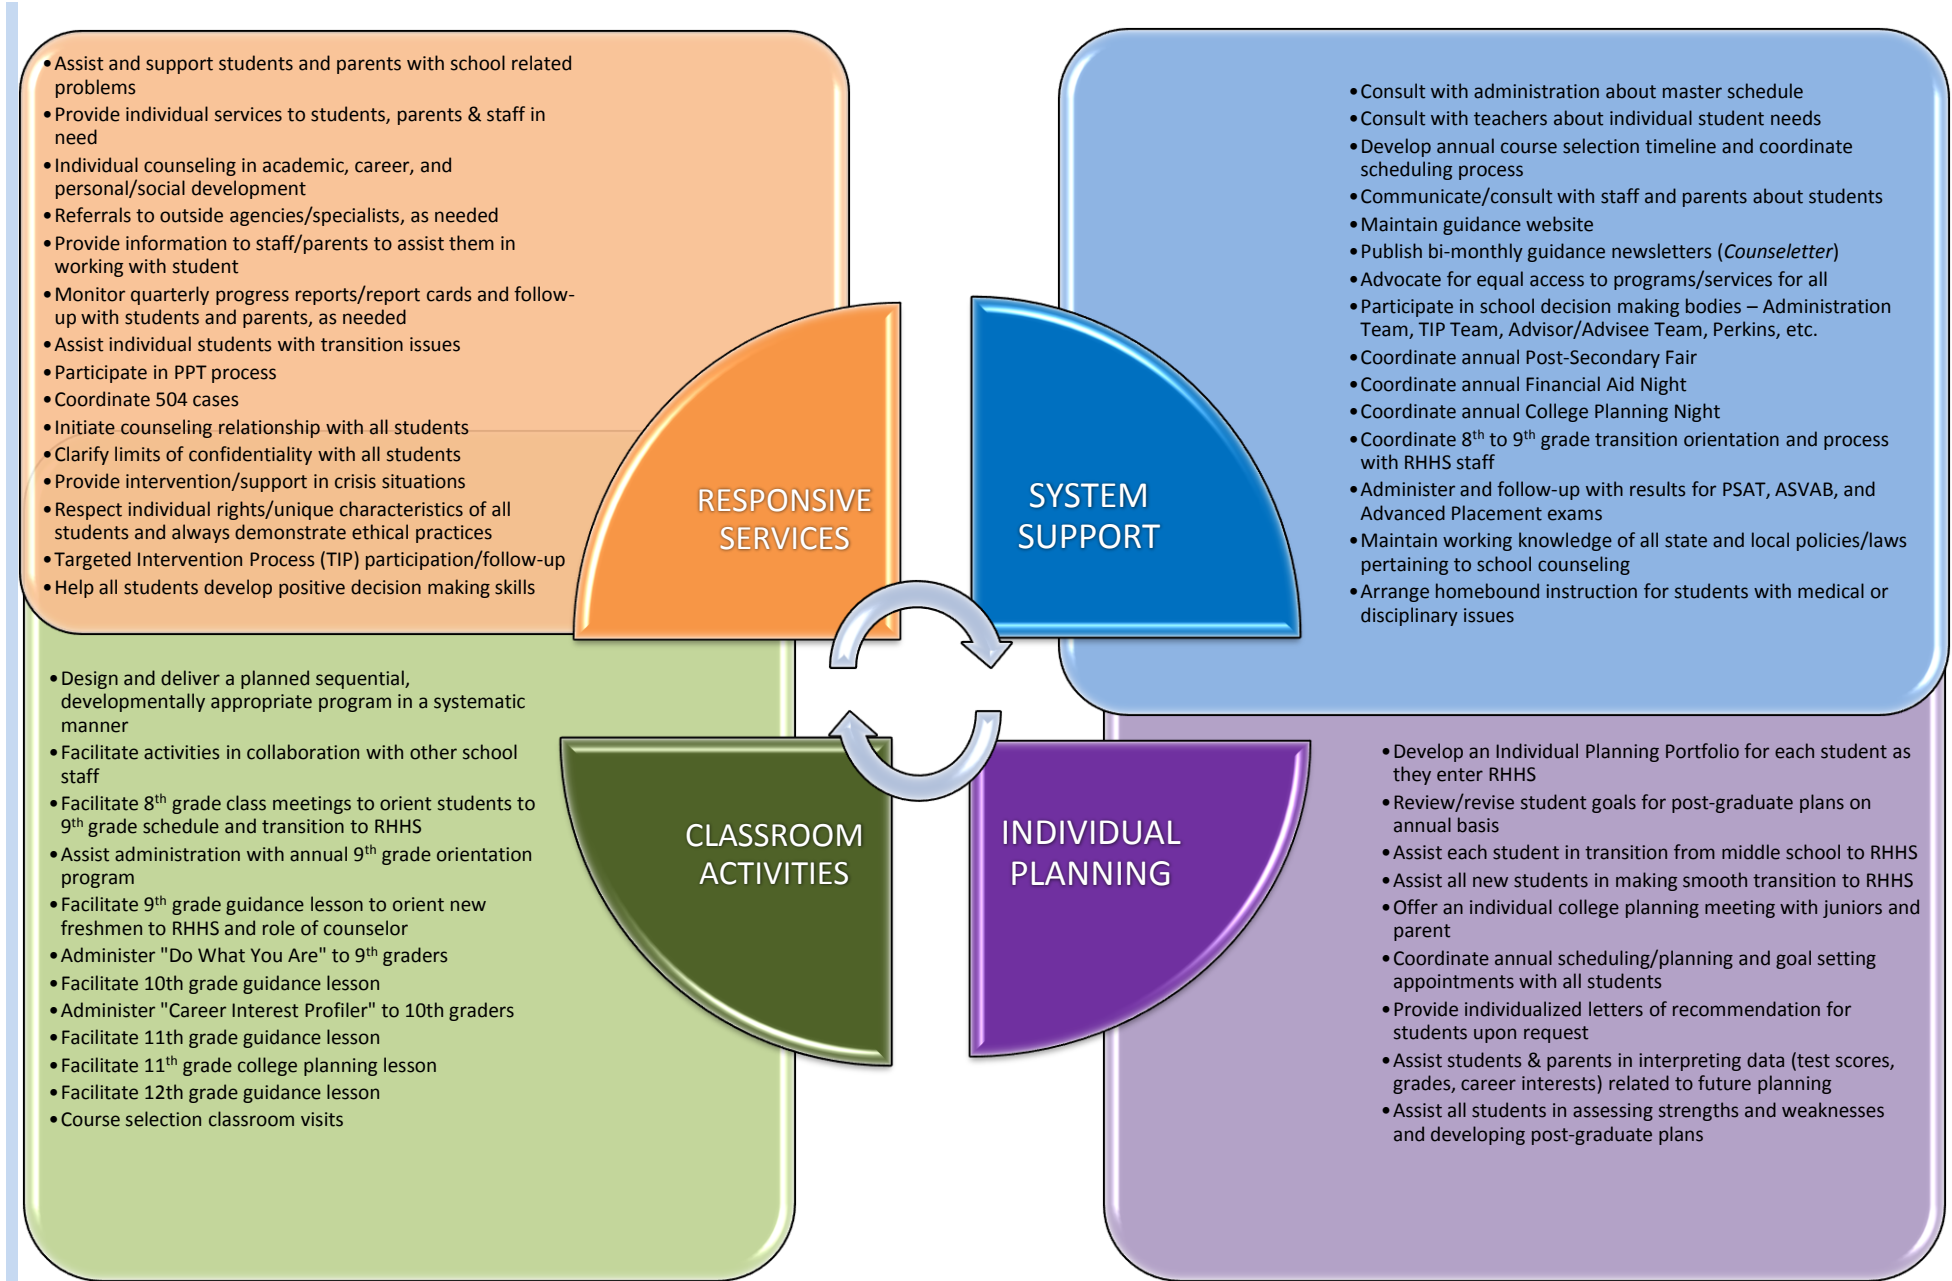 •Assist and support students and parents with school related
problems
•Provide individual services to students, parents & staff in
need
•Individual counseling in academic, career, and
personal/social development
•Referrals to outside agencies/specialists, as needed
•Provide information to staff/parents to assist them in
working with student
•Monitor quarterly progress reports/report cards and follow-
up with students and parents, as needed
•Assist individual students with transition issues
•Participate in PPT process
•Coordinate 504 cases
•Initiate counseling relationship with all students
•Clarify limits of confidentiality with all students
•Provide intervention/support in crisis situations
•Respect individual rights/unique characteristics of all
students and always demonstrate ethical practices
•Targeted Intervention Process (TIP) participation/follow-up
•Help all students develop positive decision making skills
RESPONSIVE
SERVICES
SYSTEM
SUPPORT
•Consult with administration about master schedule
•Consult with teachers about individual student needs
•Develop annual course selection timeline and coordinate
scheduling process
•Communicate/consult with staff and parents about students
•Maintain guidance website
•Publish bi-monthly guidance newsletters (Counseletter)
•Advocate for equal access to programs/services for all
•Participate in school decision making bodies – Administration
Team, TIP Team, Advisor/Advisee Team, Perkins, etc.
•Coordinate annual Post-Secondary Fair
•Coordinate annual Financial Aid Night
•Coordinate annual College Planning Night
•Coordinate 8th to 9th grade transition orientation and process
with RHHS staff
•Administer and follow-up with results for PSAT, ASVAB, and
Advanced Placement exams
•Maintain working knowledge of all state and local policies/laws
pertaining to school counseling
•Arrange homebound instruction for students with medical or
disciplinary issues
•Design and deliver a planned sequential,
developmentally appropriate program in a systematic
manner
•Facilitate activities in collaboration with other school
staff
•Facilitate 8th grade class meetings to orient students to
9th grade schedule and transition to RHHS
•Assist administration with annual 9th grade orientation
program
•Facilitate 9th grade guidance lesson to orient new
freshmen to RHHS and role of counselor
•Administer "Do What You Are" to 9th graders
•Facilitate 10th grade guidance lesson
•Administer "Career Interest Profiler" to 10th graders
•Facilitate 11th grade guidance lesson
•Facilitate 11th grade college planning lesson
•Facilitate 12th grade guidance lesson
•Course selection classroom visits
CLASSROOM
ACTIVITIES
INDIVIDUAL
PLANNING
•Develop an Individual Planning Portfolio for each student as
they enter RHHS
•Review/revise student goals for post-graduate plans on
annual basis
•Assist each student in transition from middle school to RHHS
•Assist all new students in making smooth transition to RHHS
•Offer an individual college planning meeting with juniors and
parent
•Coordinate annual scheduling/planning and goal setting
appointments with all students
•Provide individualized letters of recommendation for
students upon request
•Assist students & parents in interpreting data (test scores,
grades, career interests) related to future planning
•Assist all students in assessing strengths and weaknesses
and developing post-graduate plans